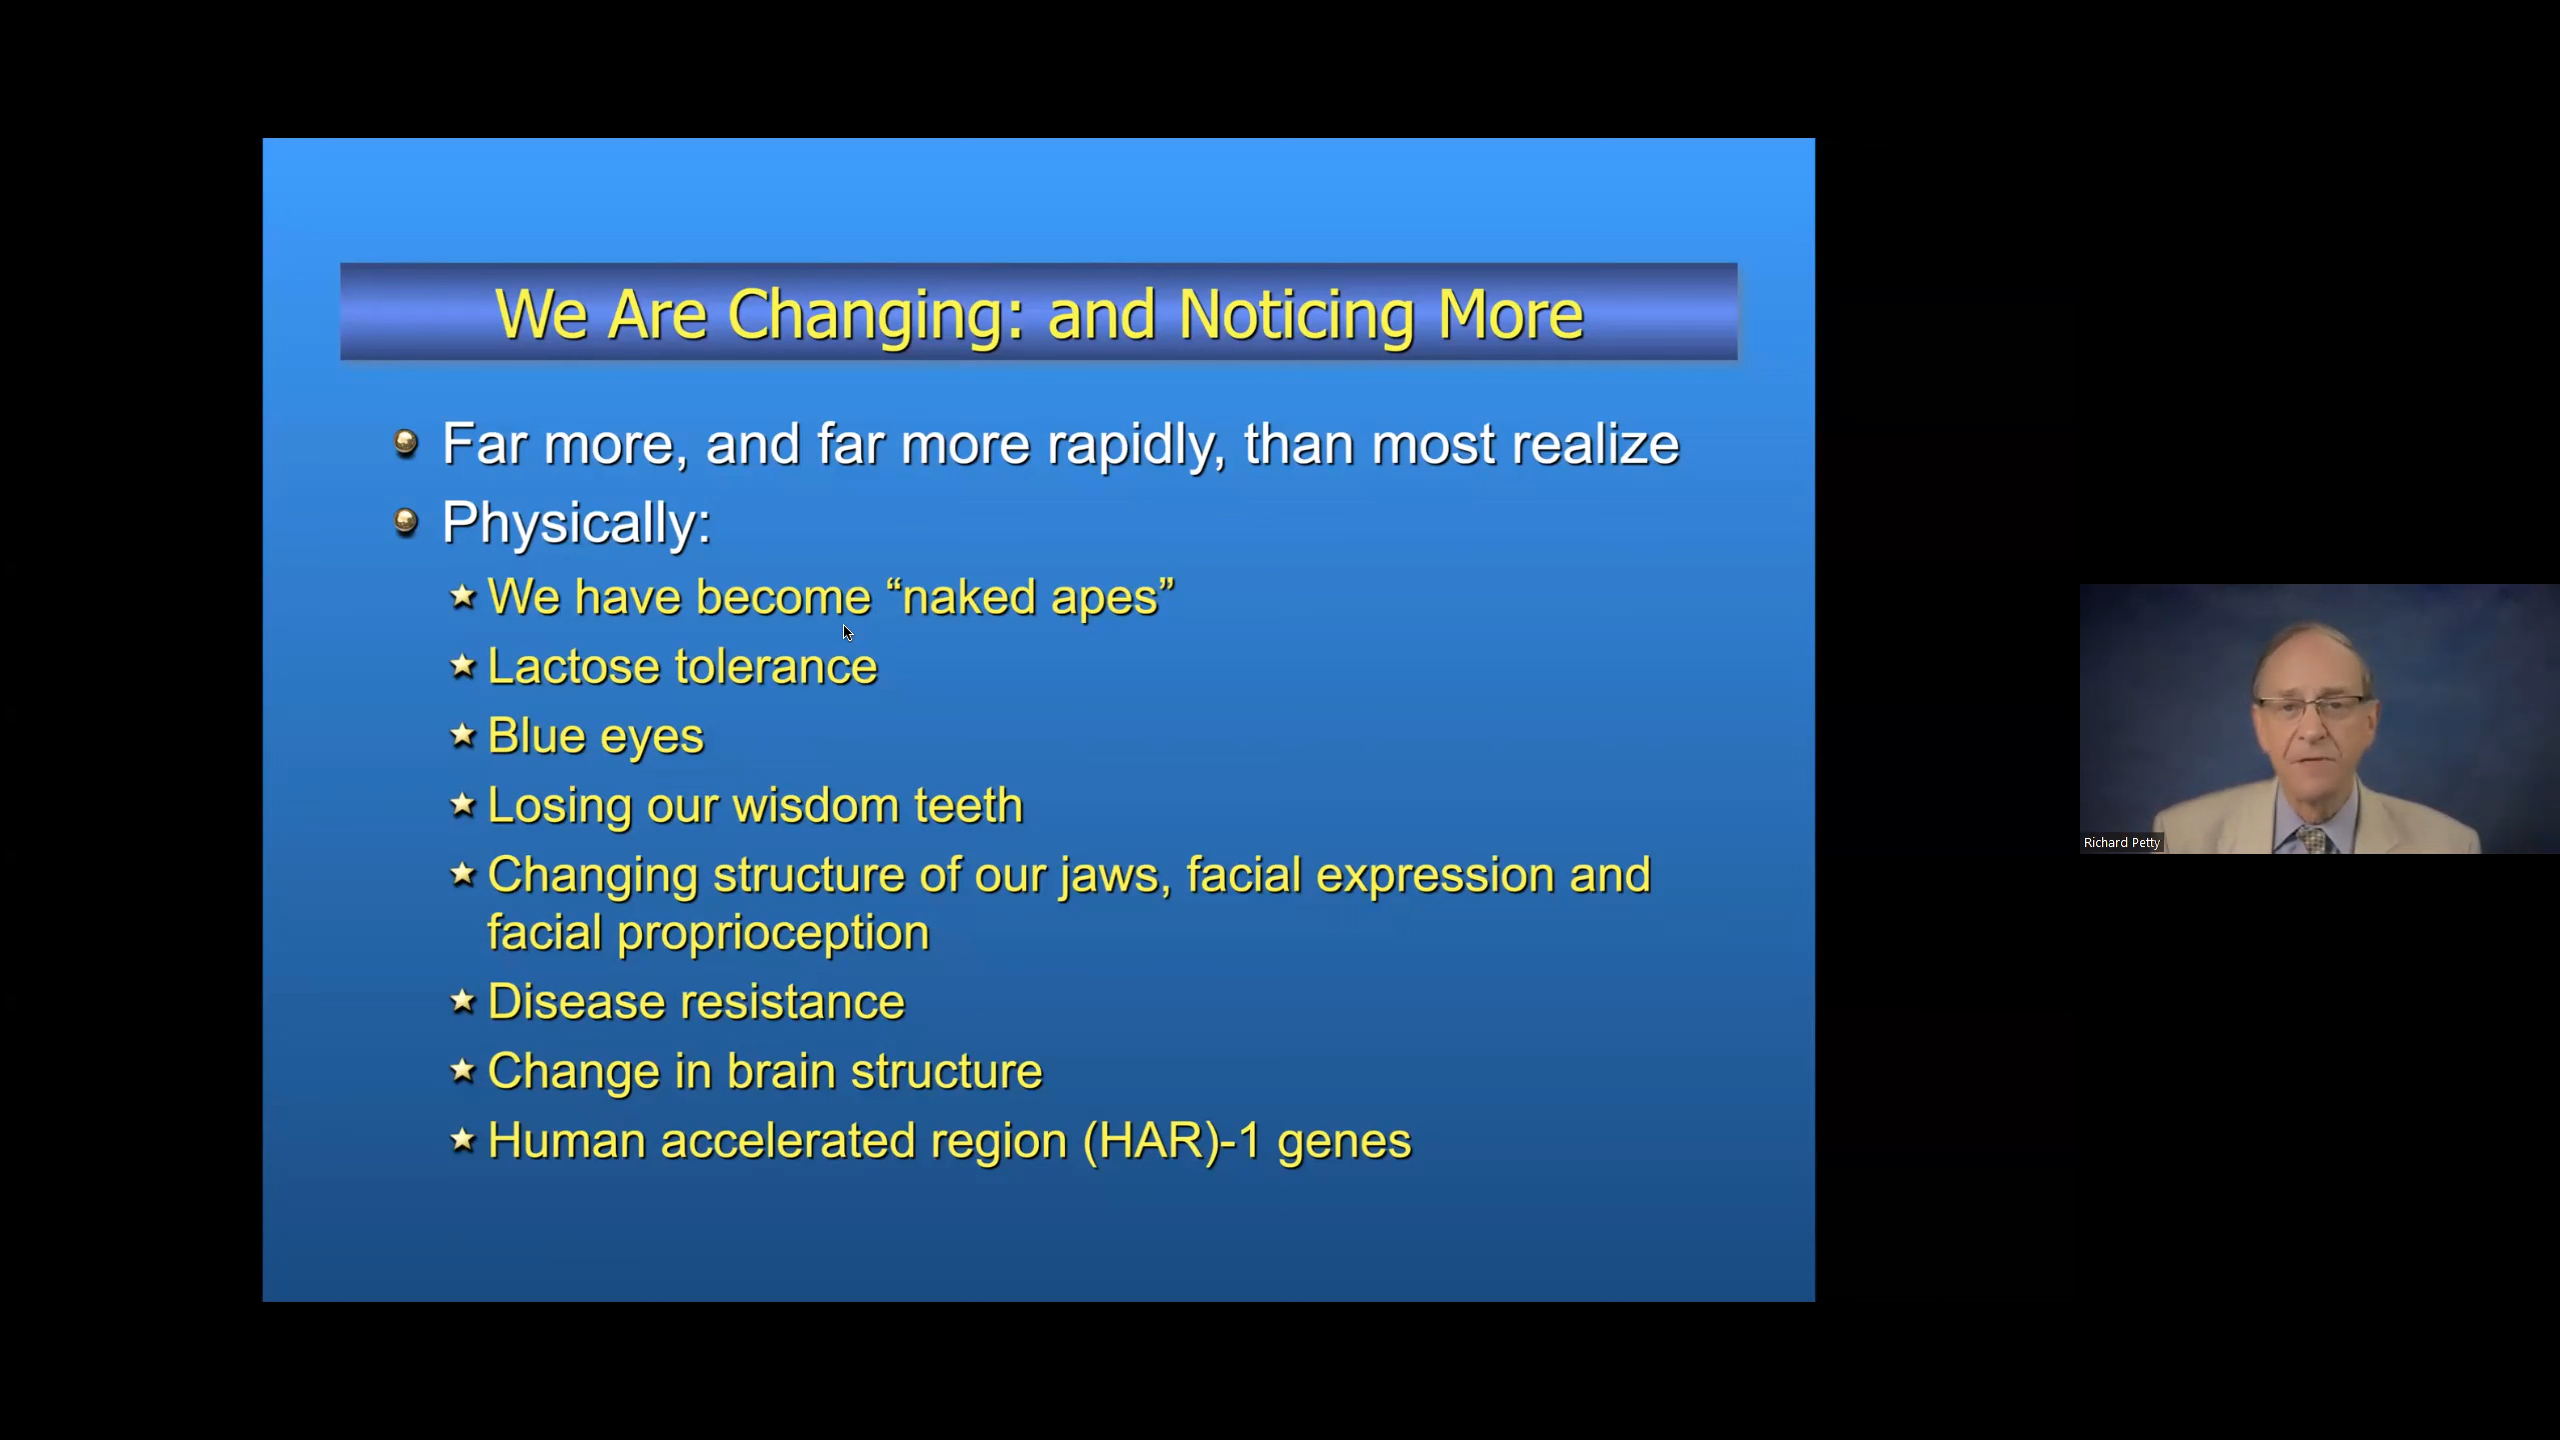 We Are Changing: and Noticing More
Far more, and far more rapidly, than most realize
Physically:
We have become “naked apes”
Lactose tolerance
Blue eyes
Losing our wisdom teeth
Changing structure of our jaws, facial expression and
facial proprioception
Disease resistance
Change in brain structure
Human accelerated region (HAR)-1 genes
Richard Petty